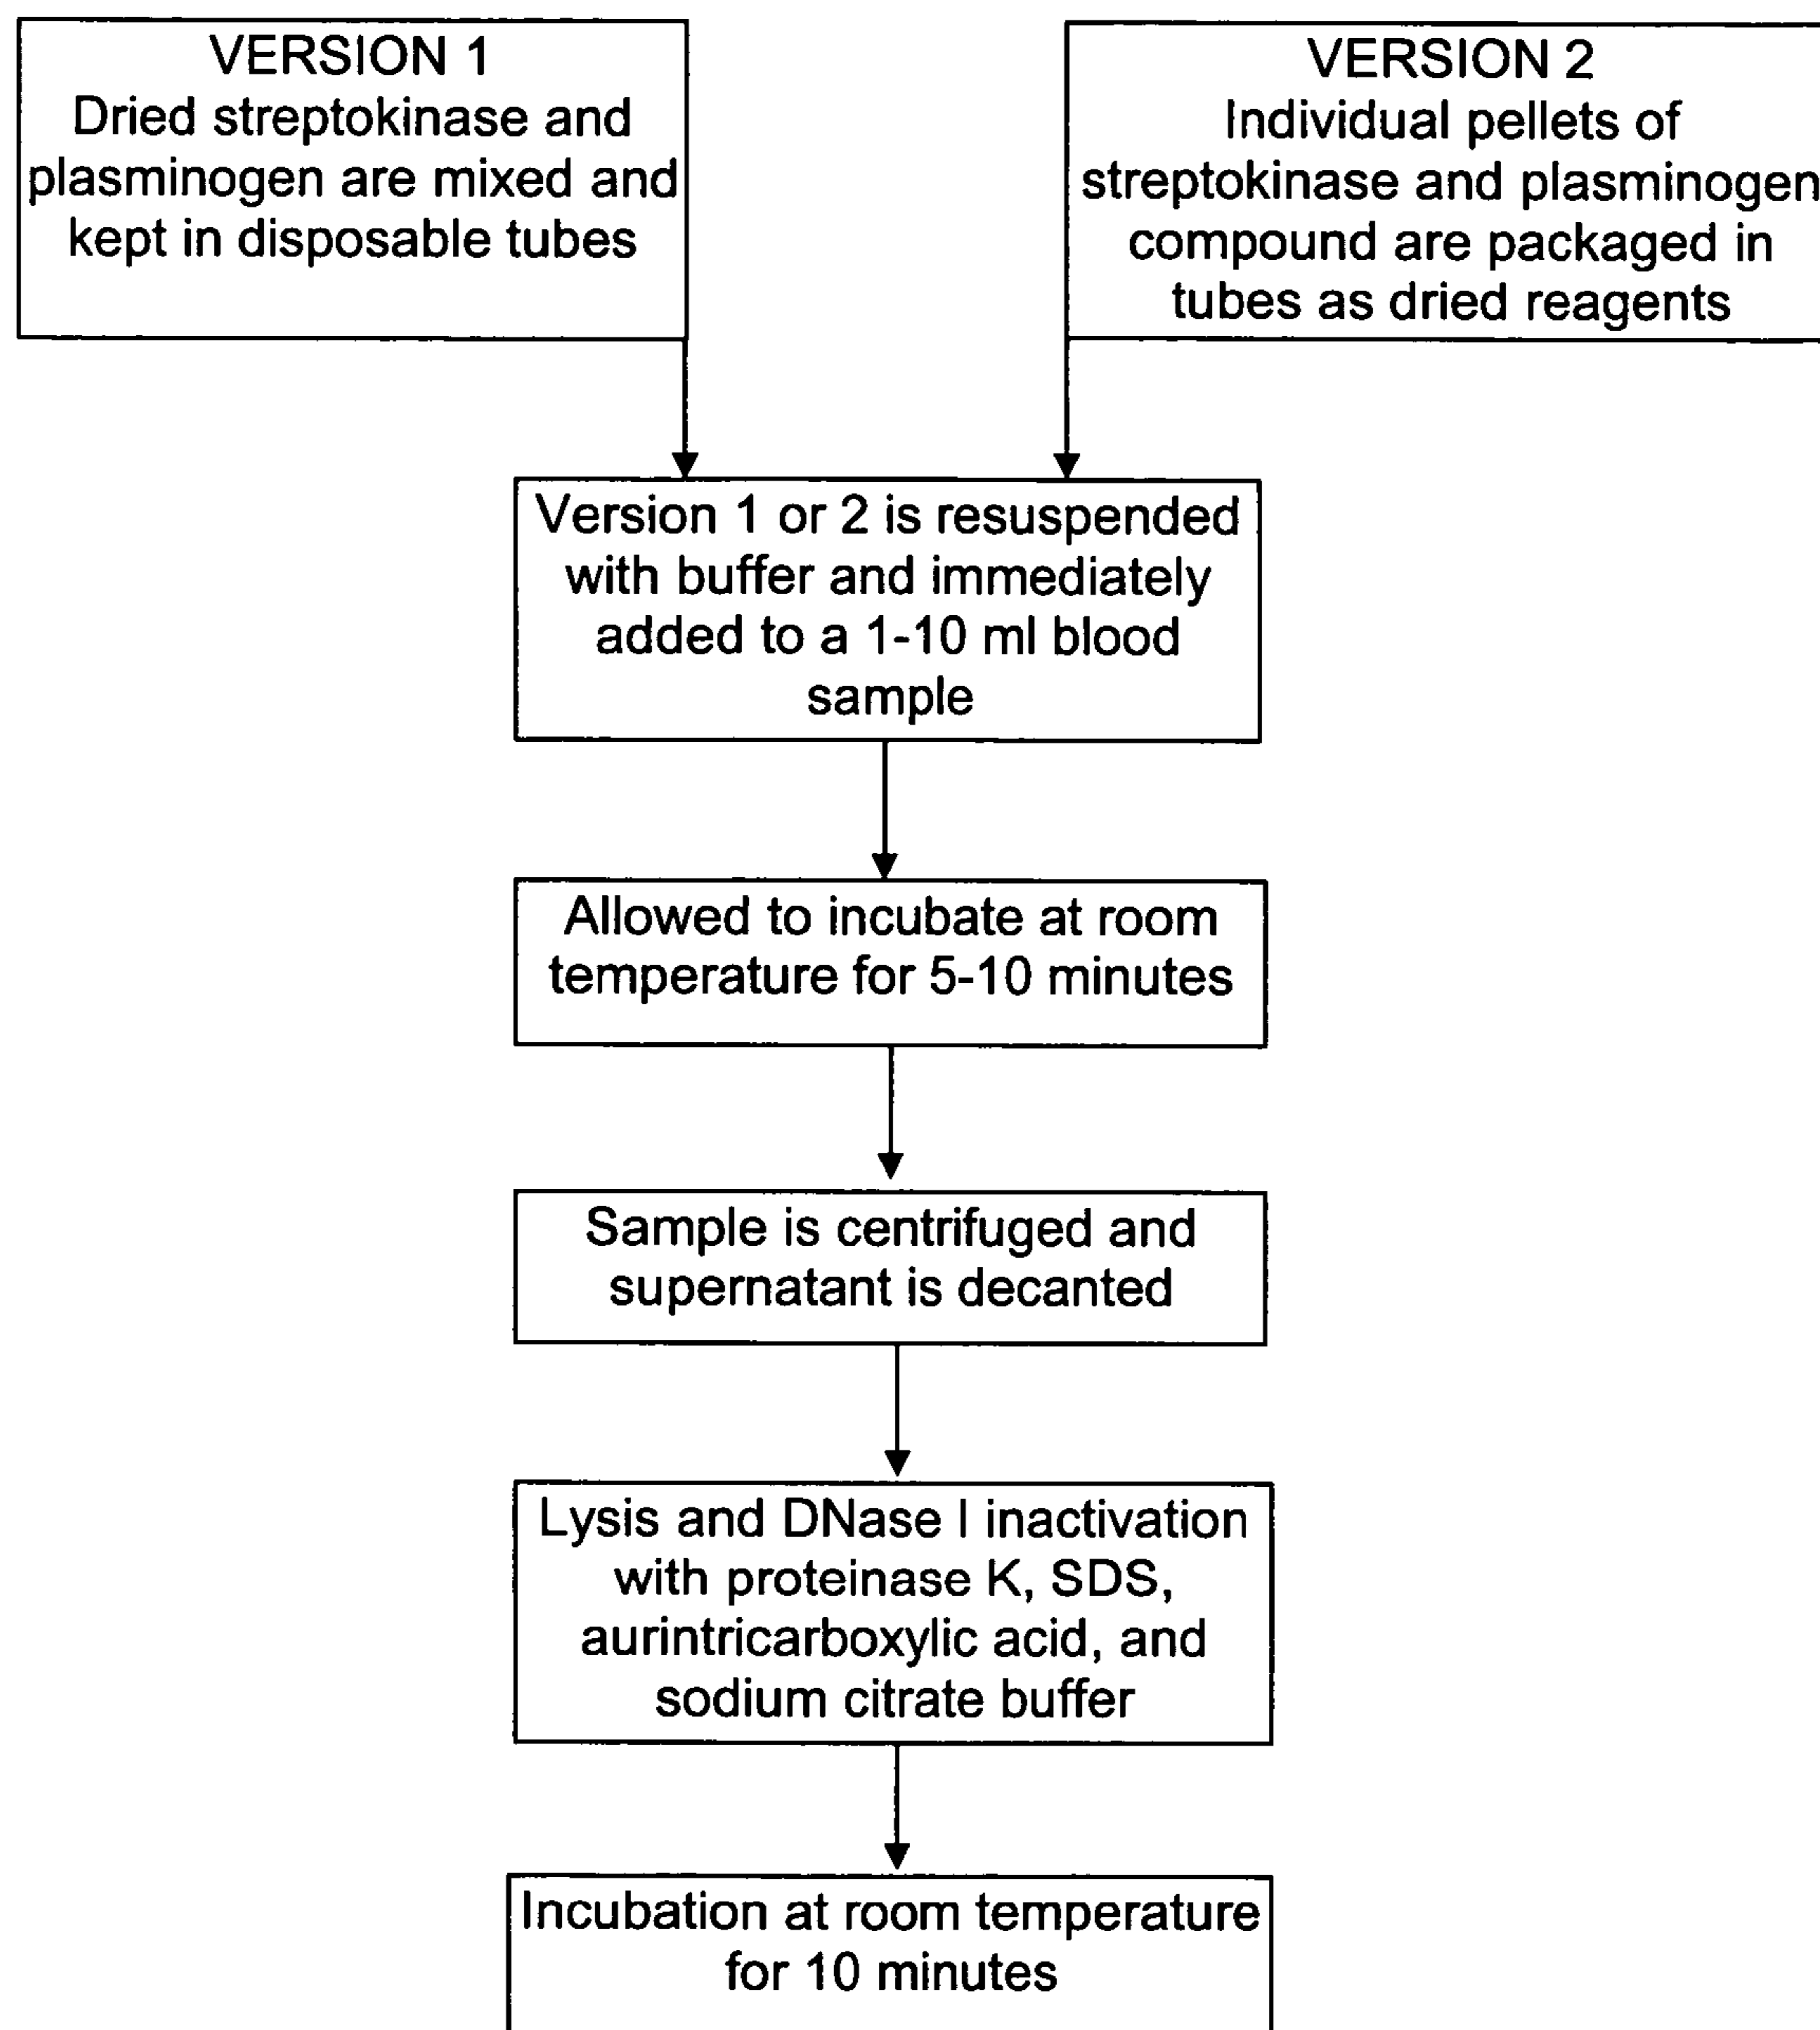 VERSION 1
Dried streptokinase and
plasminogen are mixed and
kept in disposable tubes
VERSION 2
Individual pellets of
streptokinase and plasminogen
compound are packaged in
tubes as dried reagents
Version 1 or 2 is resuspended
with buffer and immediately
added to a 1-10 ml blood
sample
Allowed to incubate at room
temperature for 5-10 minutes
Sample is centrifuged and
supernatant is decanted
Lysis and DNase I inactivation
with proteinase K, SDS,
aurintricarboxylic acid, and
sodium citrate buffer
Incubation at room temperature
for 10 minutes